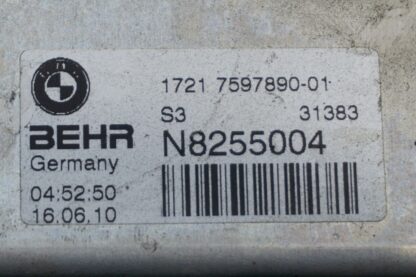 1721 7597890-01
S3 31383
BEHR N8255004
Germany
04:52:50
16.06.10